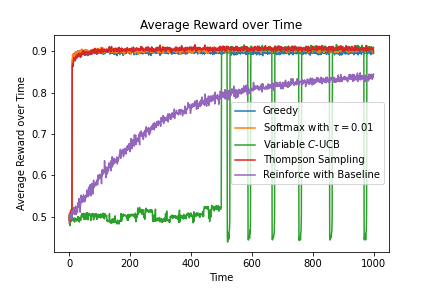 Average Reward over Time
Average Reward over Time
0.9
0.8
0.7
0.6
0.5
Greedy
Softmax with τ = 0.01
Variable C-UCB
Thompson Sampling
Reinforce with Baseline
0 200 400 600 800 1000
Time